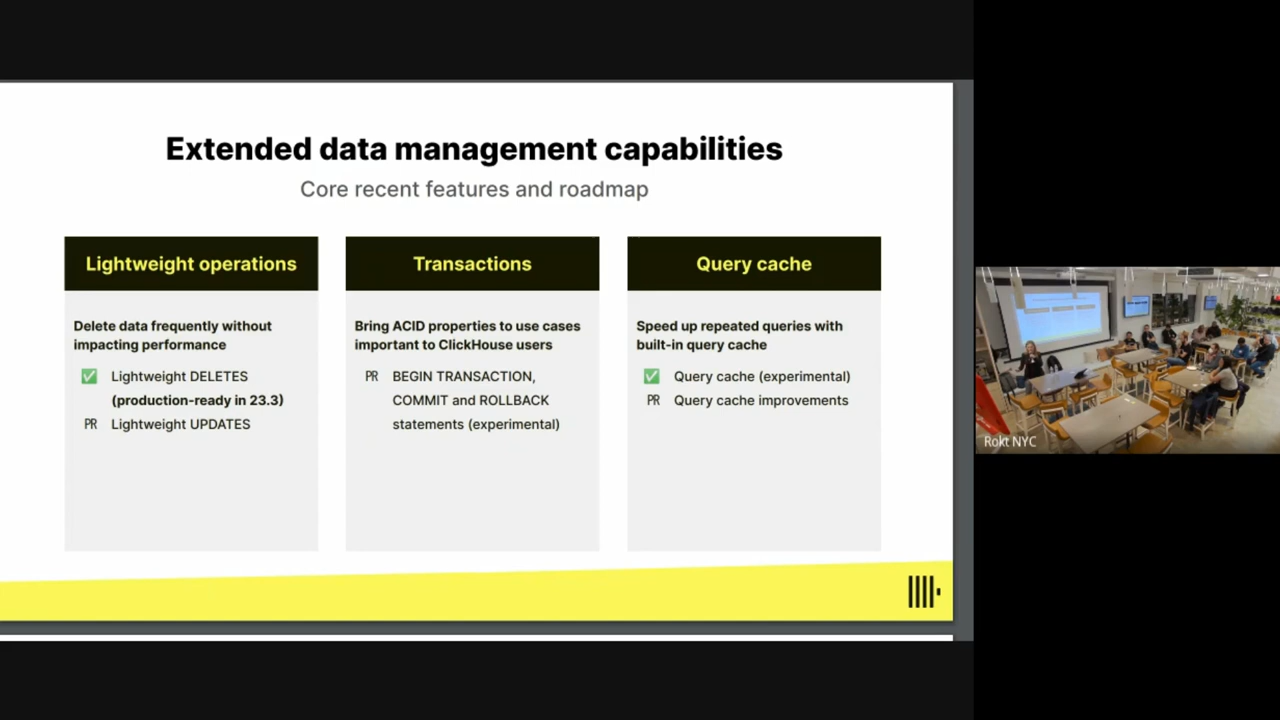 Extended data management capabilities
Core recent features and roadmap
Lightweight operations
Delete data frequently without
impacting performance
✅ Lightweight DELETES
(production-ready in 23.3)
PR Lightweight UPDATES
Transactions
Bring ACID properties to use cases
important to ClickHouse users
PR BEGIN TRANSACTION,
COMMIT and ROLLBACK
statements (experimental)
Query cache
Speed up repeated queries with
built-in query cache
✅ Query cache (experimental)
PR Query cache improvements
Rokt NYC